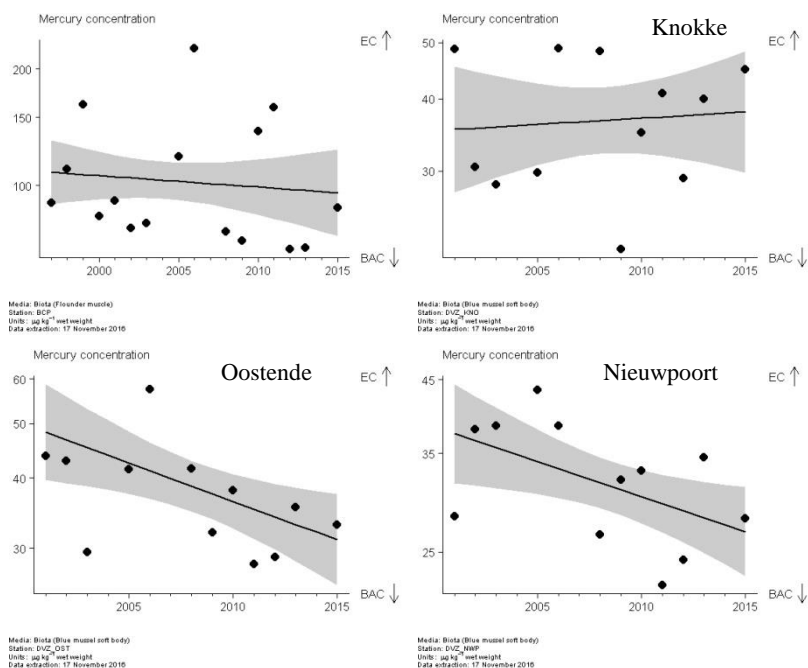 Mercury concentration
EC ↑
200
150
100
2000
2005
2010
2015
BAC ↓
Media: Biota (Flounder muscle)
Station: BCP
Units: µg kg⁻¹ wet weight
Data extraction: 17 November 2016
Mercury concentration
Knokke
EC ↑
50
40
30
2005
2010
2015
BAC ↓
Media: Biota (Blue mussel soft body)
Station: DVZ_KNO
Units: µg kg⁻¹ wet weight
Data extraction: 17 November 2016
Mercury concentration
Oostende
EC ↑
60
50
40
30
2005
2010
2015
BAC ↓
Media: Biota (Blue mussel soft body)
Station: DVZ_OST
Units: µg kg⁻¹ wet weight
Data extraction: 17 November 2016
Mercury concentration
Nieuwpoort
EC ↑
45
35
25
2005
2010
2015
BAC ↓
Media: Biota (Blue mussel soft body)
Station: DVZ_NWP
Units: µg kg⁻¹ wet weight
Data extraction: 17 November 2016